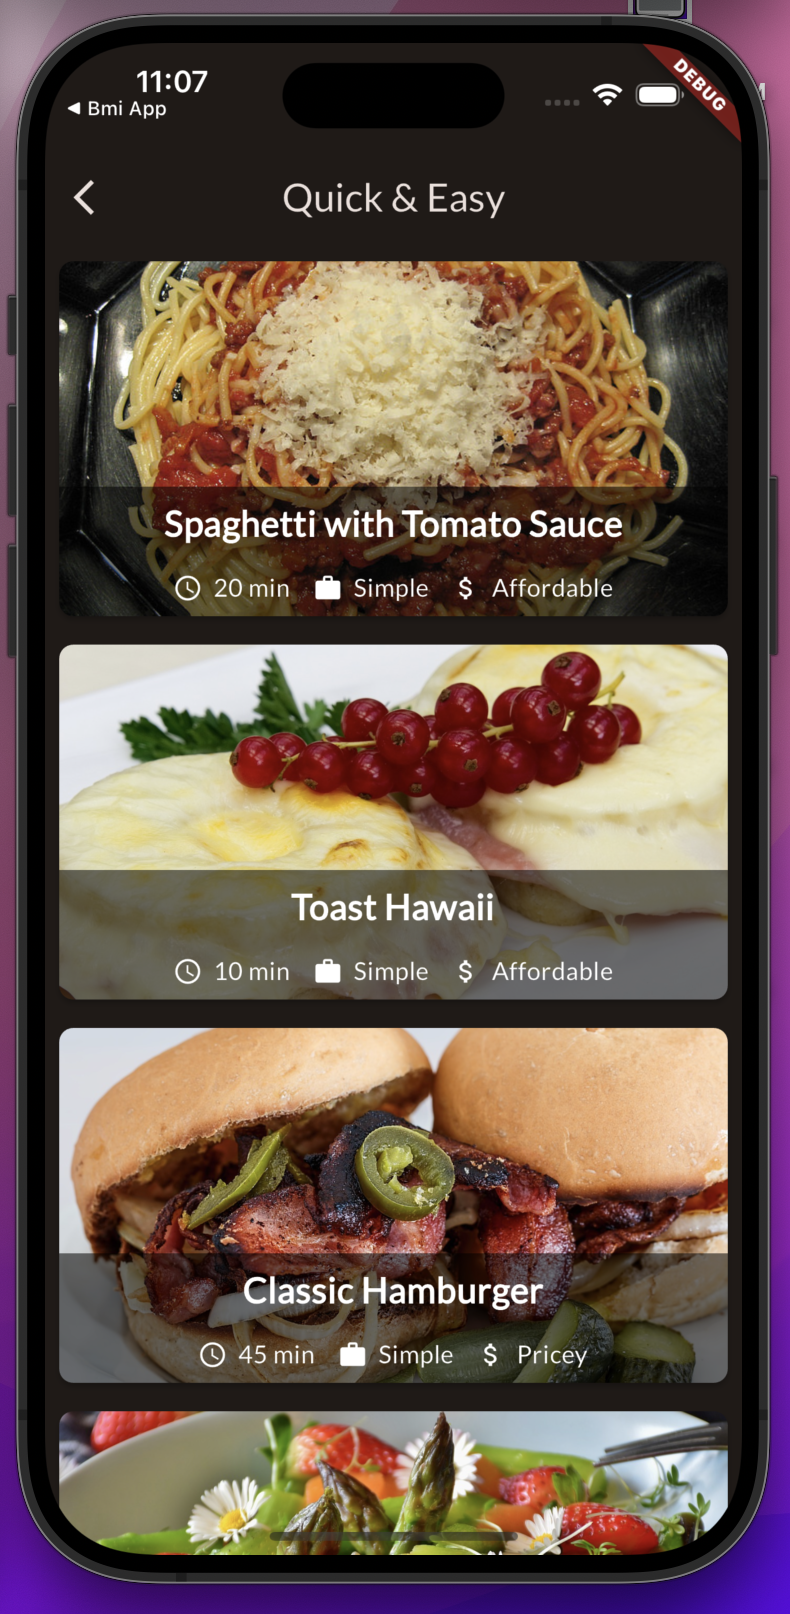 11:07
◀ Bmi App
DEBUG
Quick & Easy
Spaghetti with Tomato Sauce
20 min Simple $ Affordable
Toast Hawaii
10 min Simple $ Affordable
Classic Hamburger
45 min Simple $ Pricey